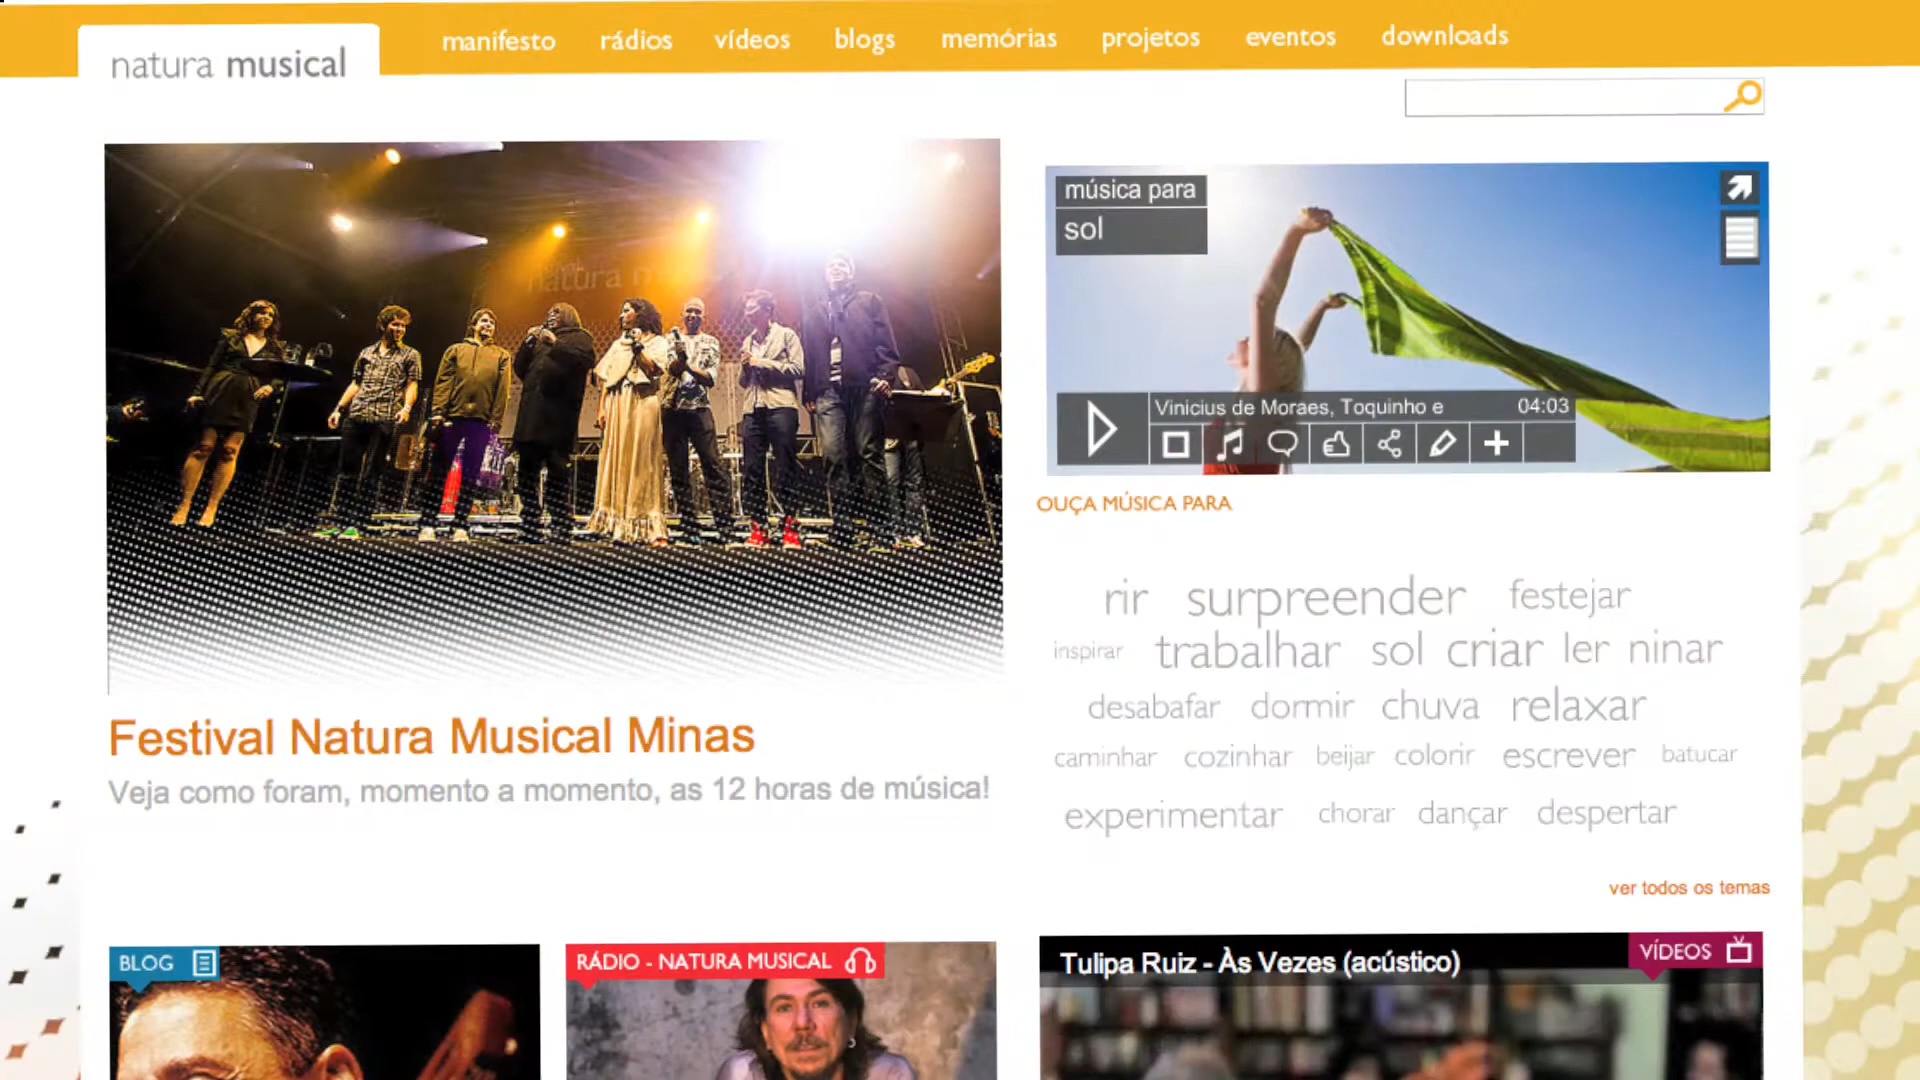 natura musical
manifesto rádios vídeos blogs memórias projetos eventos downloads
natura m
música para
sol
Vinicius de Moraes, Toquinho e 04:03
OUÇA MÚSICA PARA
rir surpreender festejar
inspirar trabalhar sol criar ler ninar
desabafar dormir chuva relaxar
caminhar cozinhar beijar colorir escrever batucar
experimentar chorar dançar despertar
ver todos os temas
Festival Natura Musical Minas
Veja como foram, momento a momento, as 12 horas de música!
BLOG
RÁDIO - NATURA MUSICAL
Tulipa Ruiz - Às Vezes (acústico)
VÍDEOS